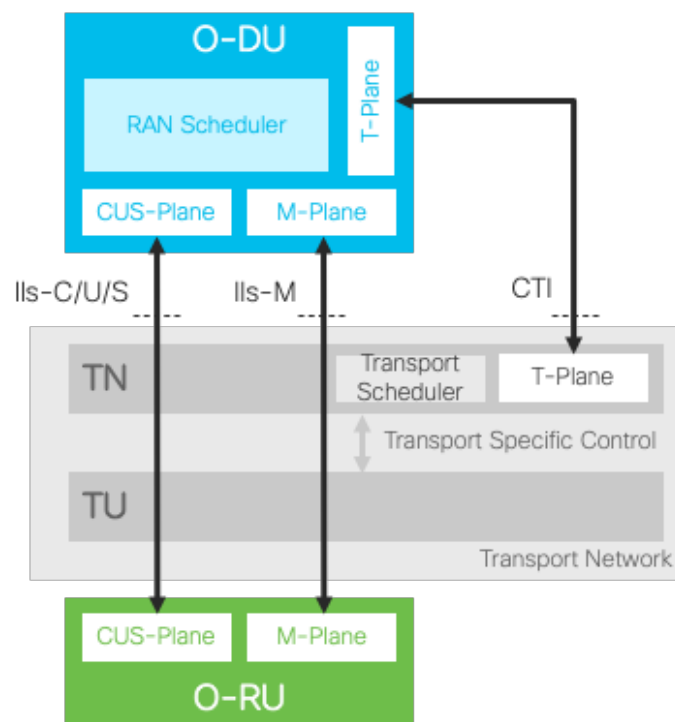 O-DU
RAN Scheduler
T-Plane
CUS-Plane
M-Plane
lls-C/U/S
lls-M
CTI
TN
Transport
Scheduler
T-Plane
Transport Specific Control
TU
Transport Network
CUS-Plane
M-Plane
O-RU